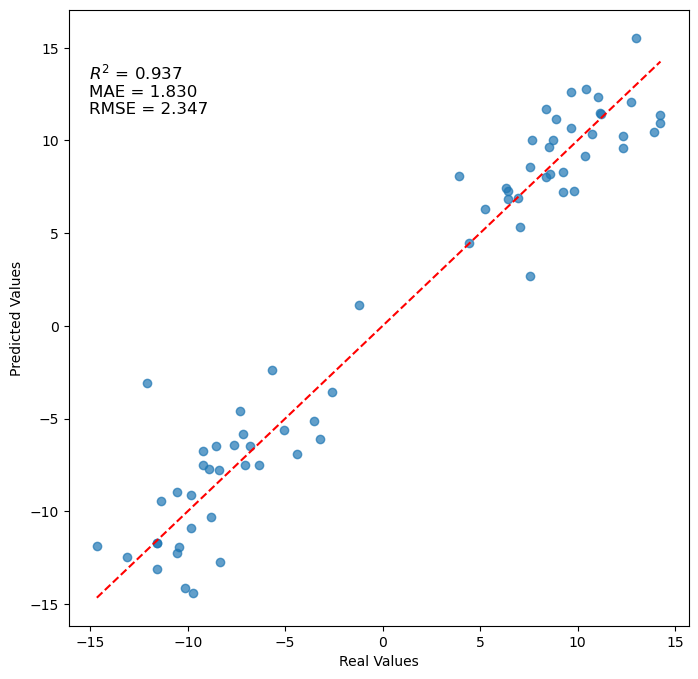 R² = 0.937
MAE = 1.830
RMSE = 2.347
15
10
5
0
−5
−10
−15
Predicted Values
−15 −10 −5 0 5 10 15
Real Values